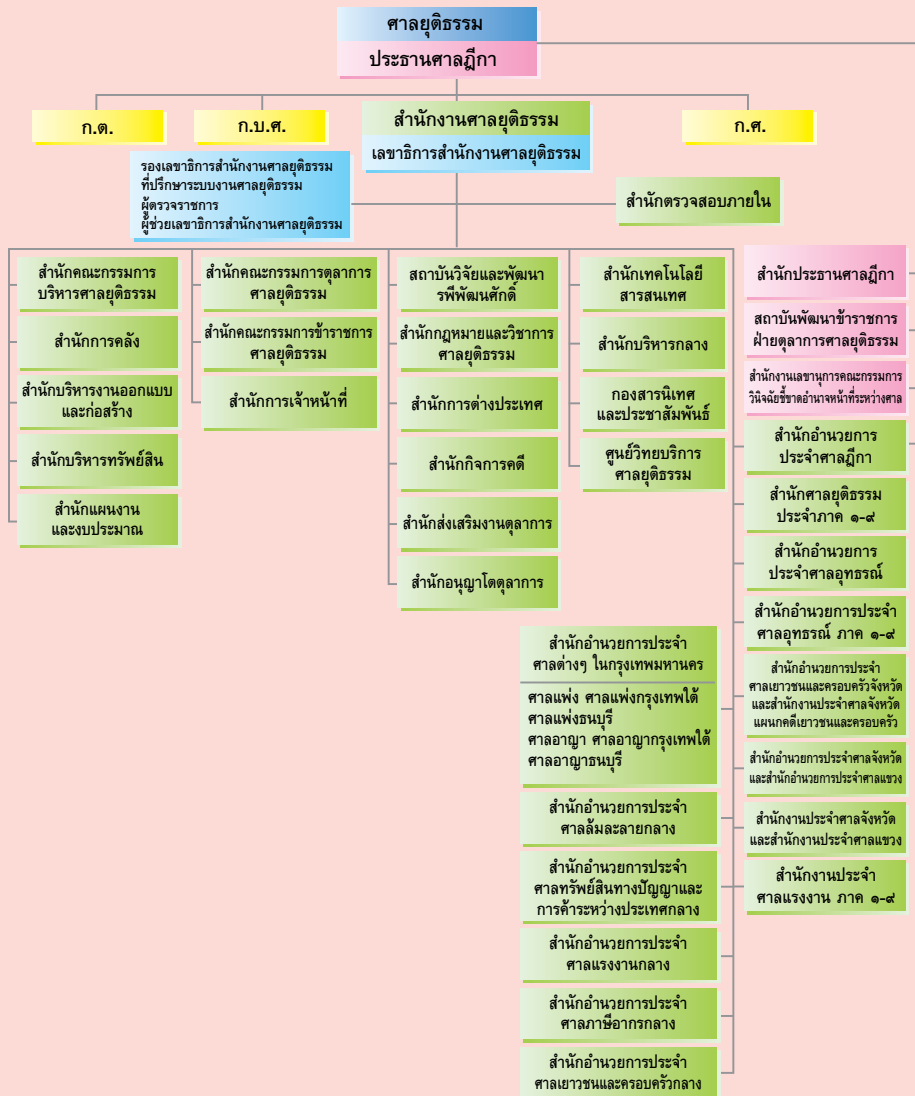 ศาลยุติธรรม
ประธานศาลฎีกา
ก.ต.
ก.บ.ศ.
สำนักงานศาลยุติธรรม
เลขาธิการสำนักงานศาลยุติธรรม
ก.ศ.
รองเลขาธิการสำนักงานศาลยุติธรรม
ที่ปรึกษาระบบงานศาลยุติธรรม
ผู้ตรวจราชการ
ผู้ช่วยเลขาธิการสำนักงานศาลยุติธรรม
สำนักตรวจสอบภายใน
สำนักคณะกรรมการ
บริหารศาลยุติธรรม
สำนักการคลัง
สำนักบริหารงานออกแบบ
และก่อสร้าง
สำนักบริหารทรัพย์สิน
สำนักแผนงาน
และงบประมาณ
สำนักคณะกรรมการตุลาการ
ศาลยุติธรรม
สำนักคณะกรรมการข้าราชการ
ศาลยุติธรรม
สำนักการเจ้าหน้าที่
สถาบันวิจัยและพัฒนา
รพีพัฒนศักดิ์
สำนักกฎหมายและวิชาการ
ศาลยุติธรรม
สำนักการต่างประเทศ
สำนักกิจการคดี
สำนักส่งเสริมงานตุลาการ
สำนักอนุญาโตตุลาการ
สำนักเทคโนโลยี
สารสนเทศ
สำนักบริหารกลาง
กองสารนิเทศ
และประชาสัมพันธ์
ศูนย์วิทยบริการ
ศาลยุติธรรม
สำนักประธานศาลฎีกา
สถาบันพัฒนาข้าราชการ
ฝ่ายตุลาการศาลยุติธรรม
สำนักงานเลขานุการคณะกรรมการ
วินิจฉัยชี้ขาดอำนาจหน้าที่ระหว่างศาล
สำนักอำนวยการ
ประจำศาลฎีกา
สำนักศาลยุติธรรม
ประจำภาค ๑-๙
สำนักอำนวยการ
ประจำศาลอุทธรณ์
สำนักอำนวยการประจำ
ศาลอุทธรณ์ ภาค ๑-๙
สำนักอำนวยการประจำ
ศาลเยาวชนและครอบครัวจังหวัด
และสำนักงานประจำศาลจังหวัด
แผนกคดีเยาวชนและครอบครัว
สำนักอำนวยการประจำศาลจังหวัด
และสำนักอำนวยการประจำศาลแขวง
สำนักงานประจำศาลจังหวัด
และสำนักงานประจำศาลแขวง
สำนักงานประจำ
ศาลแรงงาน ภาค ๑-๙
สำนักอำนวยการประจำ
ศาลต่างๆ ในกรุงเทพมหานคร
ศาลแพ่ง ศาลแพ่งกรุงเทพใต้
ศาลแพ่งธนบุรี
ศาลอาญา ศาลอาญากรุงเทพใต้
ศาลอาญาธนบุรี
สำนักอำนวยการประจำ
ศาลล้มละลายกลาง
สำนักอำนวยการประจำ
ศาลทรัพย์สินทางปัญญาและ
การค้าระหว่างประเทศกลาง
สำนักอำนวยการประจำ
ศาลแรงงานกลาง
สำนักอำนวยการประจำ
ศาลภาษีอากรกลาง
สำนักอำนวยการประจำ
ศาลเยาวชนและครอบครัวกลาง